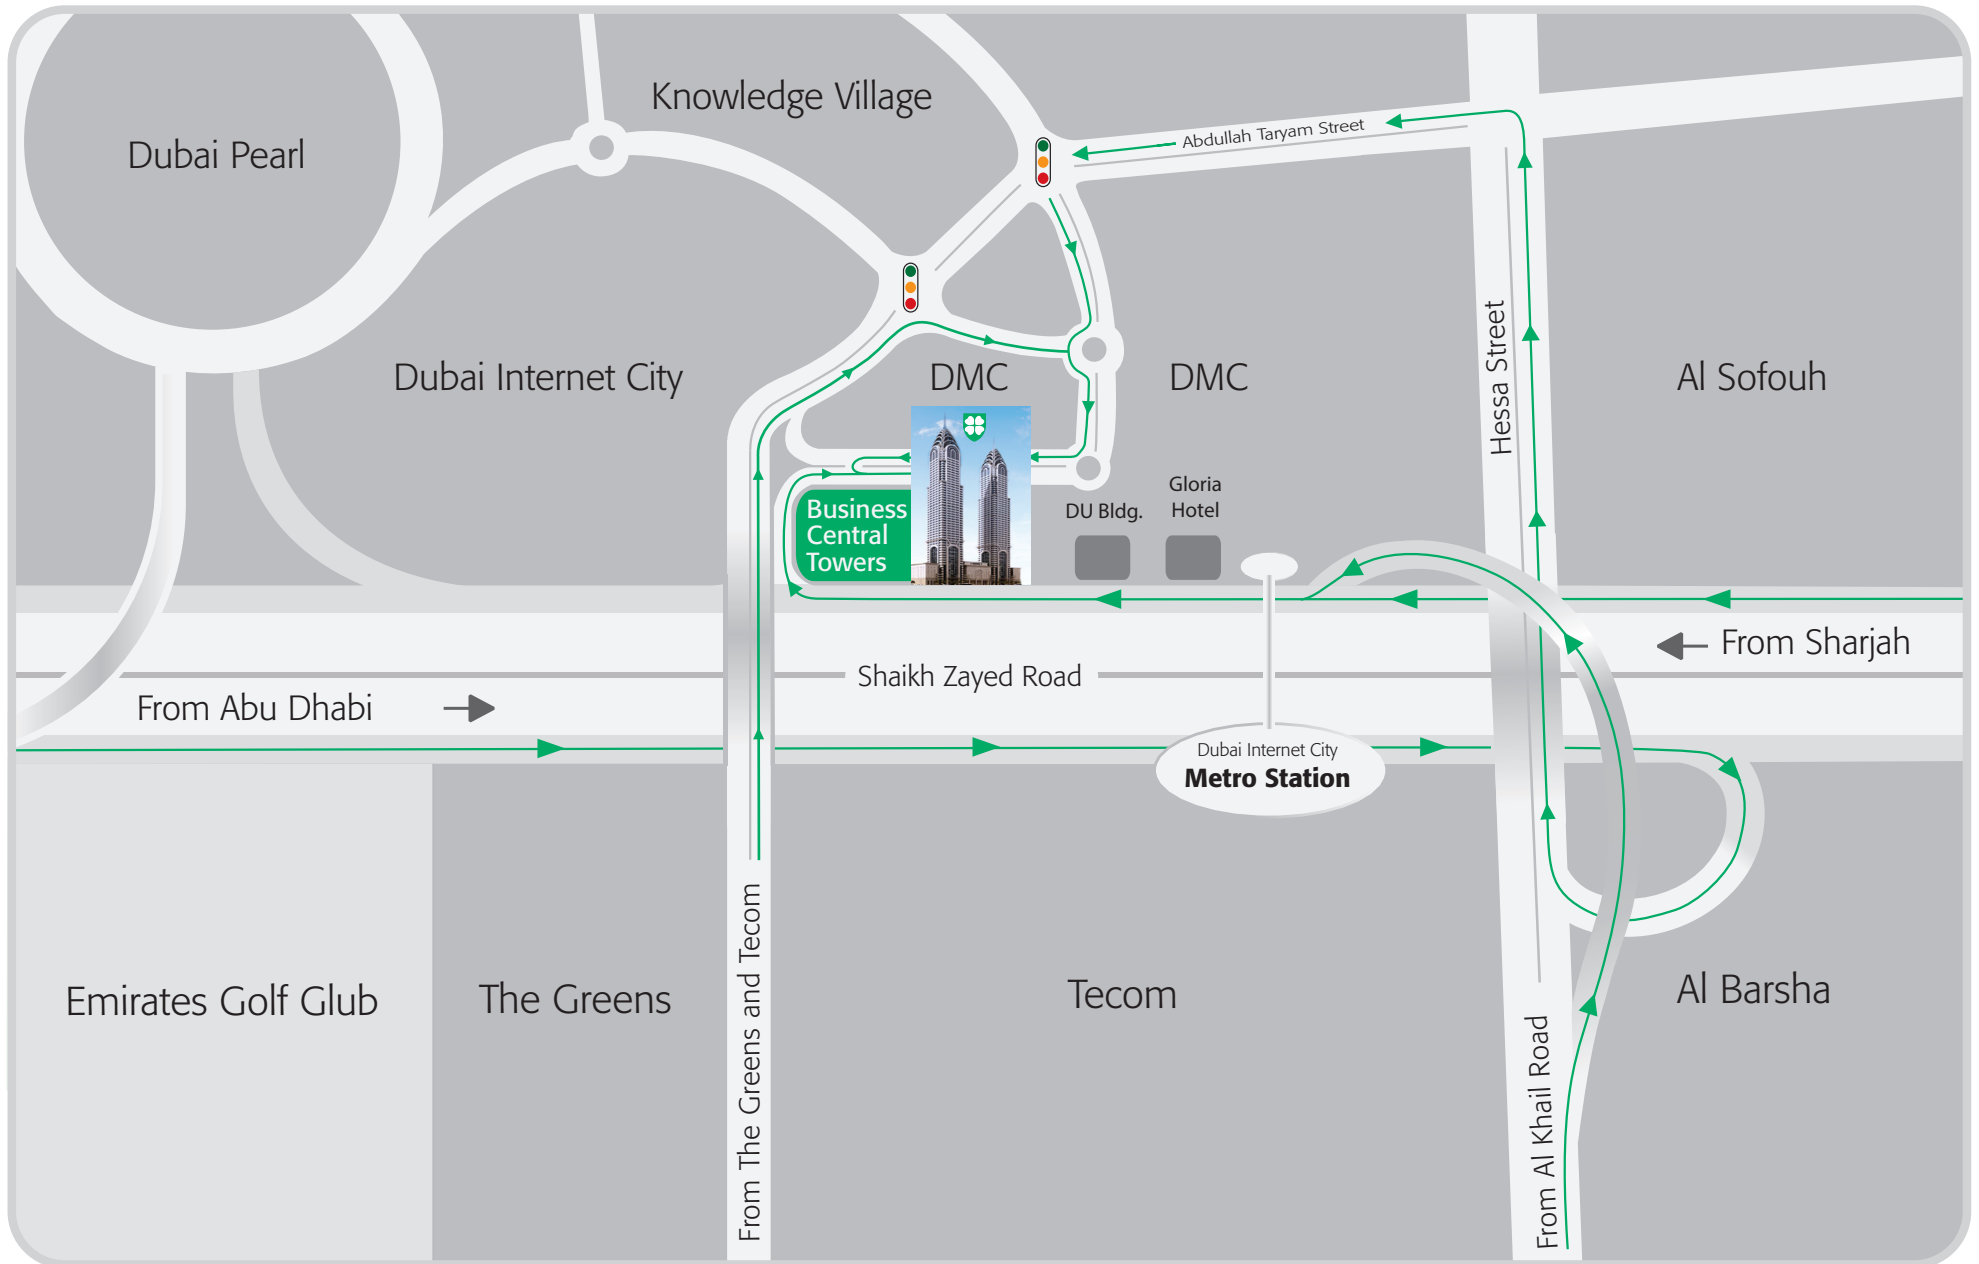 Knowledge Village
Dubai Pearl
Abdullah Taryam Street
Dubai Internet City
DMC
DMC
Hessa Street
Al Sofouh
Business
Central
Towers
DU Bldg.
Gloria
Hotel
From Sharjah
Shaikh Zayed Road
From Abu Dhabi
Dubai Internet City
Metro Station
Emirates Golf Glub
The Greens
From The Greens and Tecom
Tecom
From Al Khail Road
Al Barsha